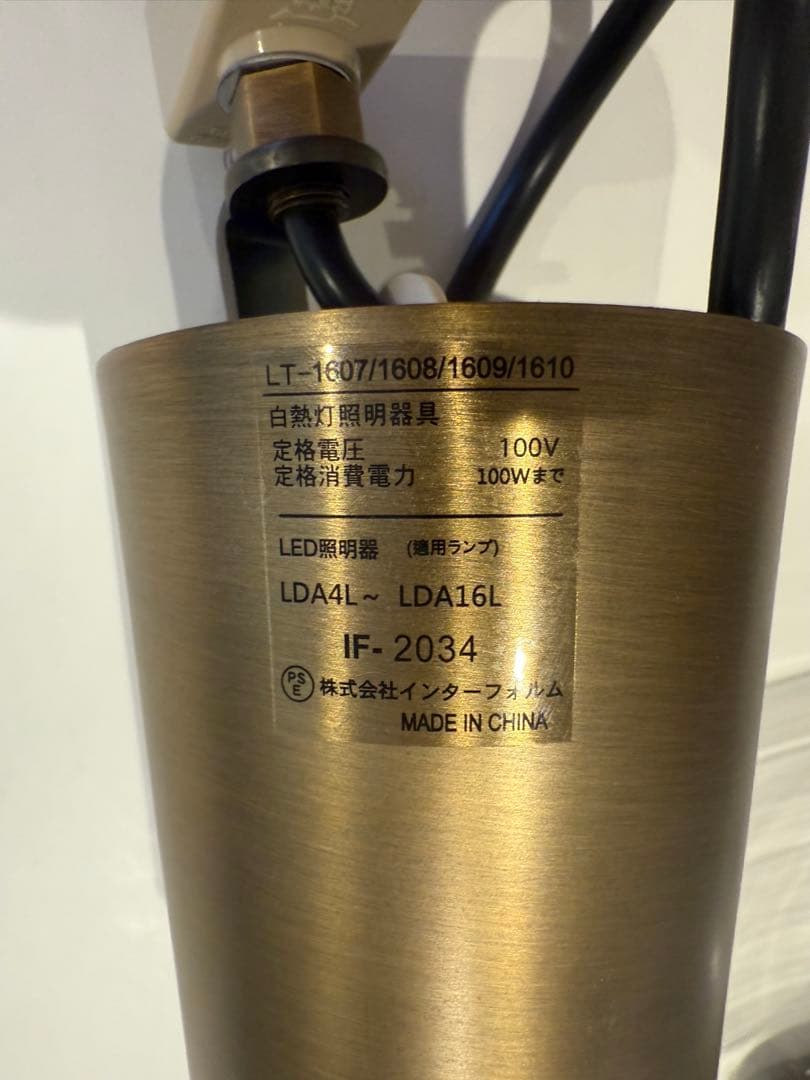 LT-1607/1608/1609/1610
白熱灯照明器具
定格電圧 100V
定格消費電力 100Wまで
LED照明器 (適用ランプ)
LDA4L~ LDA16L
IF- 2034
PSE 株式会社インターフォルム
MADE IN CHINA